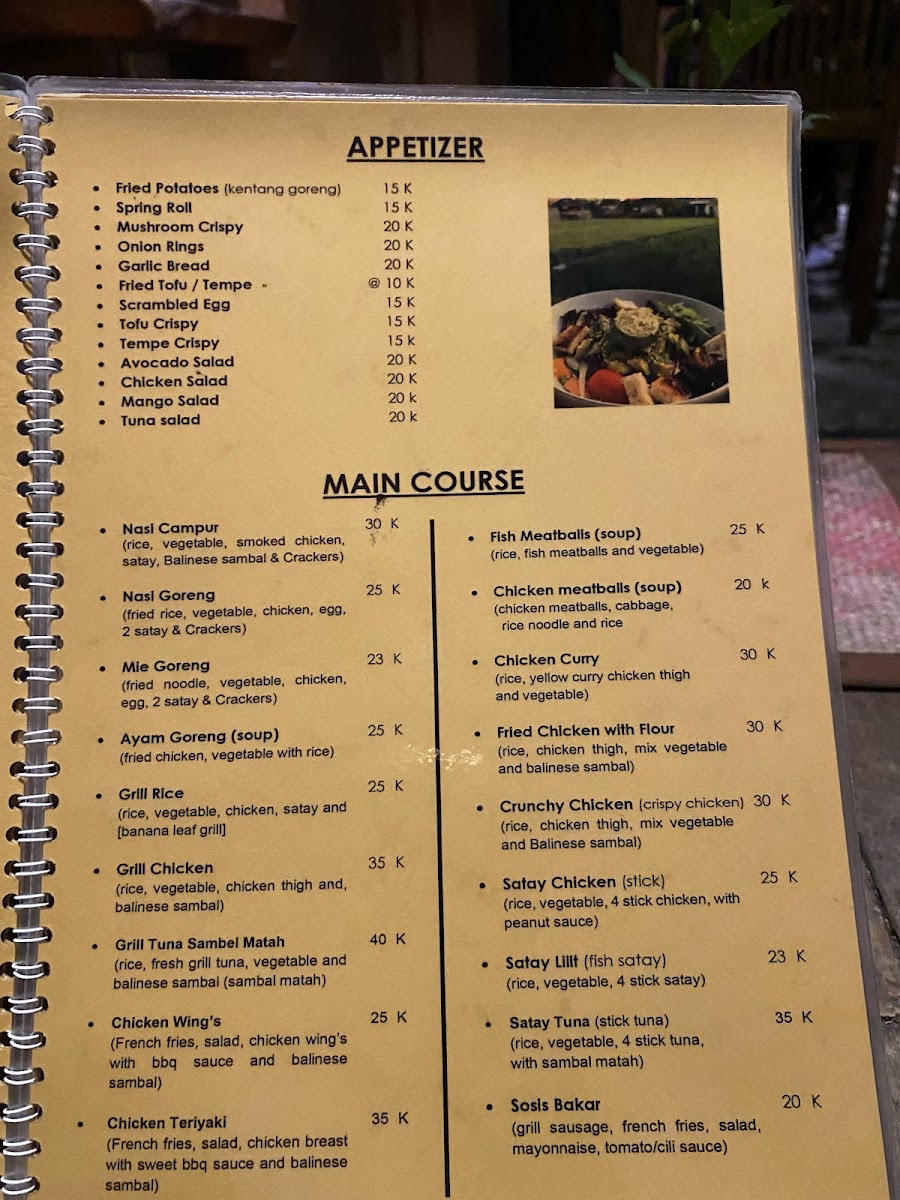 APPETIZER
• Fried Potatoes (kentang goreng) 15 K
• Spring Roll 15 K
• Mushroom Crispy 20 K
• Onion Rings 20 K
• Garlic Bread 20 K
• Fried Tofu / Tempe @ 10 K
• Scrambled Egg 15 K
• Tofu Crispy 15 K
• Tempe Crispy 15 k
• Avocado Salad 20 K
• Chicken Salad 20 K
• Mango Salad 20 k
• Tuna salad 20 k
MAIN COURSE
• Nasi Campur 30 K
(rice, vegetable, smoked chicken,
satay, Balinese sambal & Crackers)
• Nasi Goreng 25 K
(fried rice, vegetable, chicken, egg,
2 satay & Crackers)
• Mie Goreng 23 K
(fried noodle, vegetable, chicken,
egg, 2 satay & Crackers)
• Ayam Goreng (soup) 25 K
(fried chicken, vegetable with rice)
• Grill Rice 25 K
(rice, vegetable, chicken, satay and
[banana leaf grill]
• Grill Chicken 35 K
(rice, vegetable, chicken thigh and,
balinese sambal)
• Grill Tuna Sambel Matah 40 K
(rice, fresh grill tuna, vegetable and
balinese sambal (sambal matah)
• Chicken Wing's 25 K
(French fries, salad, chicken wing's
with bbq sauce and balinese
sambal)
• Chicken Teriyaki 35 K
(French fries, salad, chicken breast
with sweet bbq sauce and balinese
sambal)
• Fish Meatballs (soup) 25 K
(rice, fish meatballs and vegetable)
• Chicken meatballs (soup) 20 k
(chicken meatballs, cabbage,
rice noodle and rice
• Chicken Curry 30 K
(rice, yellow curry chicken thigh
and vegetable)
• Fried Chicken with Flour 30 K
(rice, chicken thigh, mix vegetable
and balinese sambal)
• Crunchy Chicken (crispy chicken) 30 K
(rice, chicken thigh, mix vegetable
and Balinese sambal)
• Satay Chicken (stick) 25 K
(rice, vegetable, 4 stick chicken, with
peanut sauce)
• Satay Lilit (fish satay) 23 K
(rice, vegetable, 4 stick satay)
• Satay Tuna (stick tuna) 35 K
(rice, vegetable, 4 stick tuna,
with sambal matah)
• Sosis Bakar 20 K
(grill sausage, french fries, salad,
mayonnaise, tomato/cili sauce)